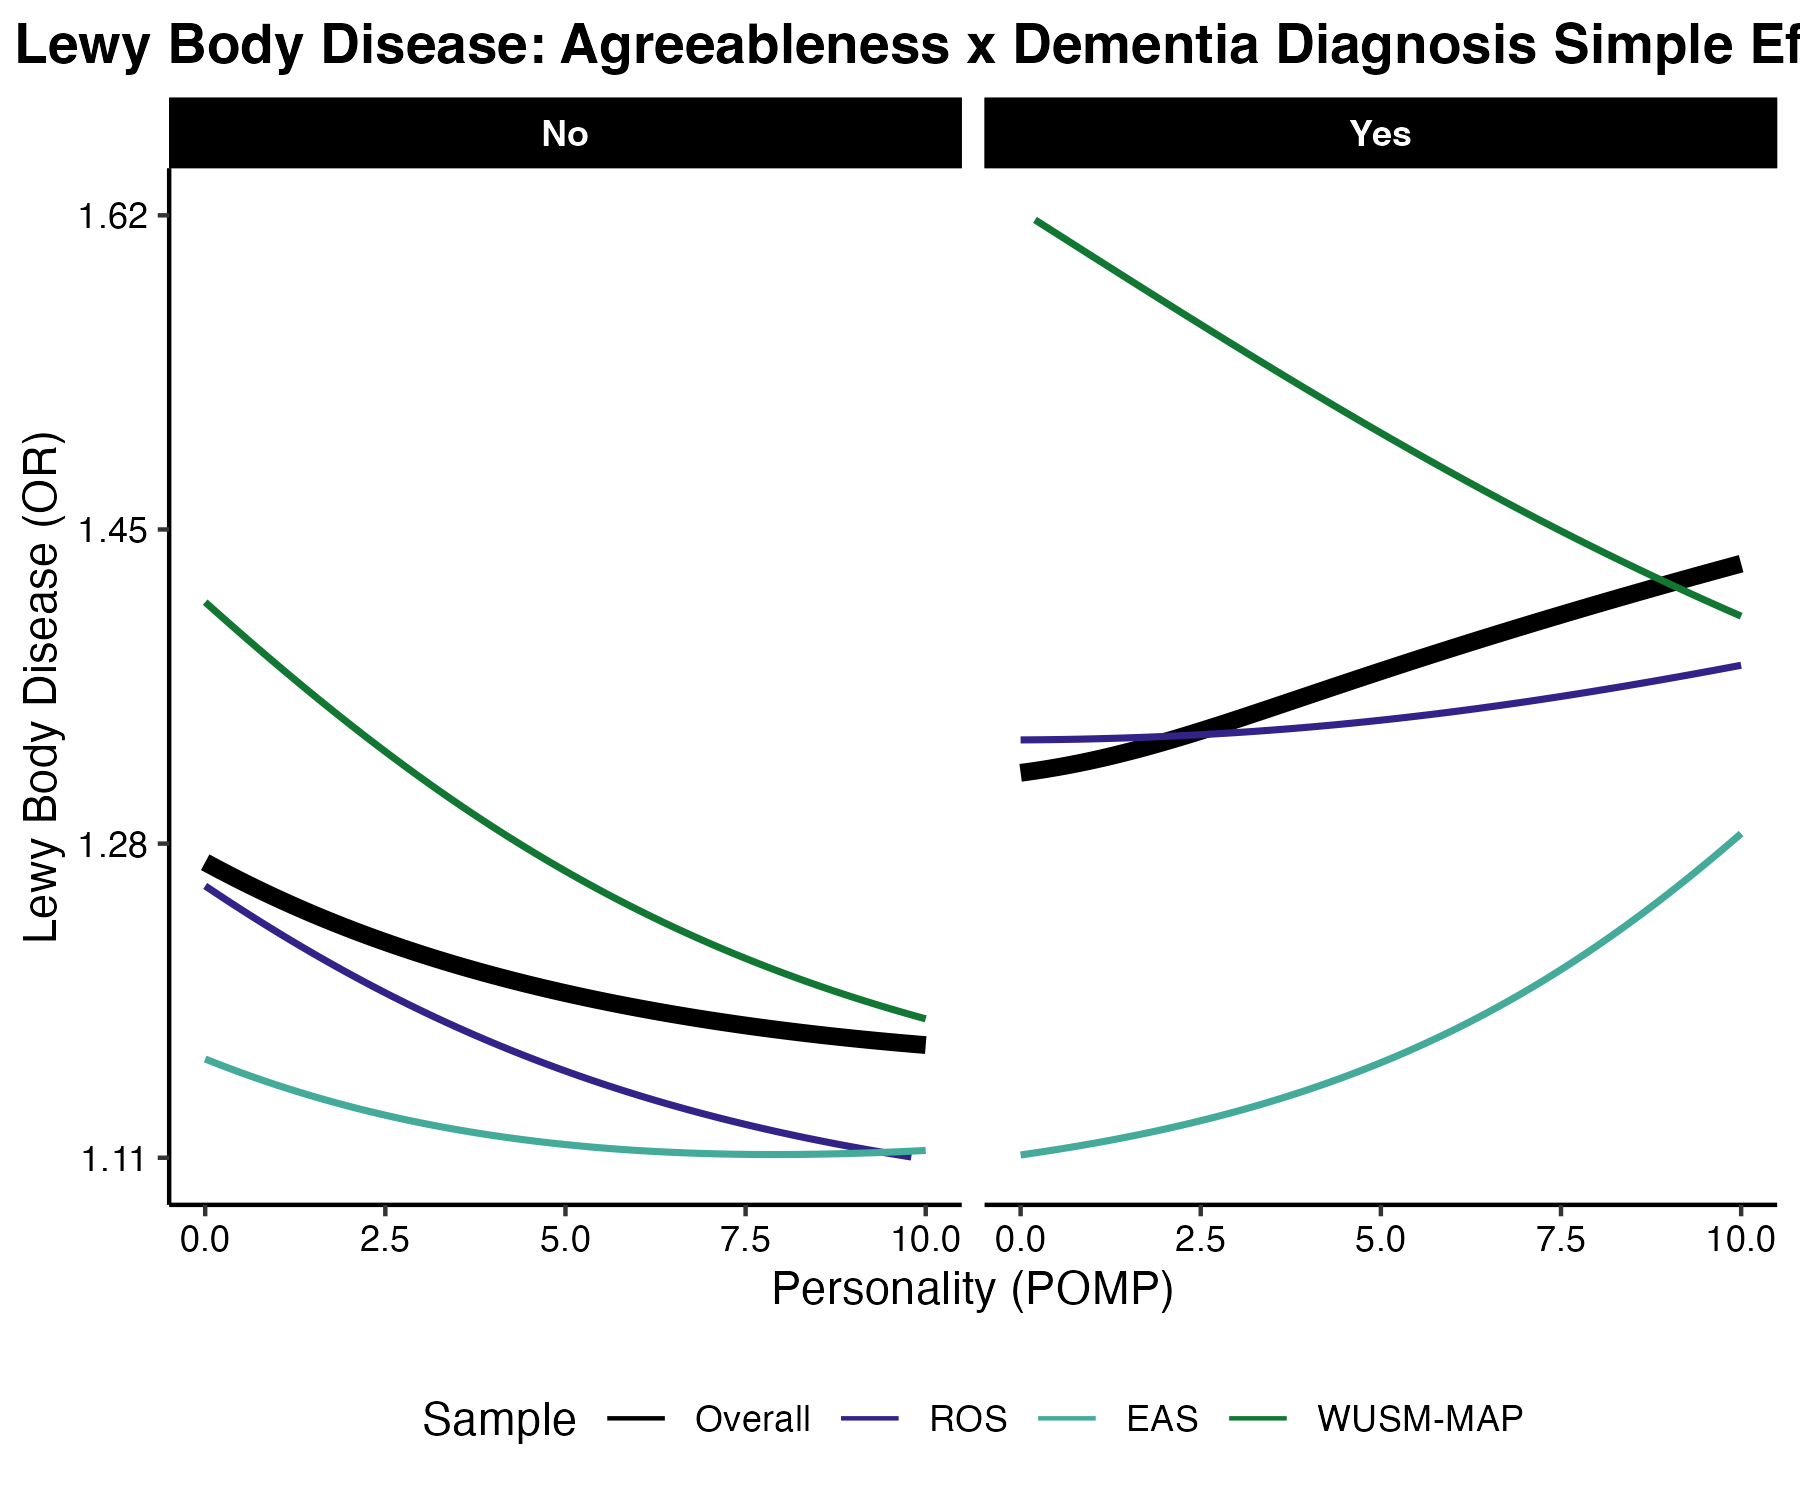 Lewy Body Disease: Agreeableness x Dementia Diagnosis Simple Ef
No Yes
1.62
1.45
1.28
1.11
Lewy Body Disease (OR)
0.0 2.5 5.0 7.5 10.0 0.0 2.5 5.0 7.5 10.0
Personality (POMP)
Sample Overall ROS EAS WUSM-MAP